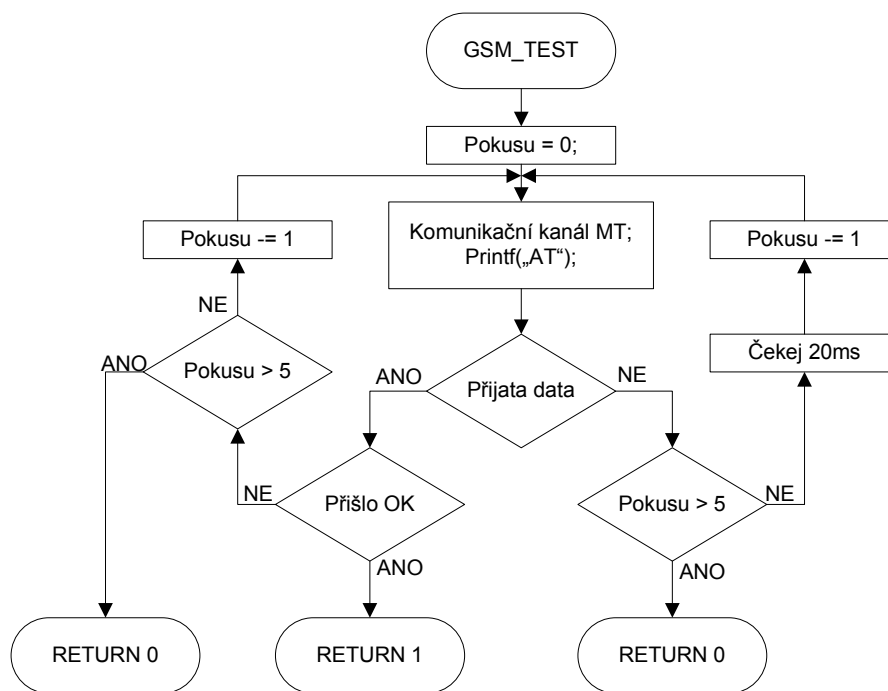 GSM_TEST
Pokusu = 0;
Pokusu -= 1
Komunikační kanál MT;
Printf(„AT“);
Pokusu -= 1
NE
ANO
Pokusu > 5
Čekej 20ms
ANO
Přijata data
NE
NE
Přišlo OK
Pokusu > 5
NE
ANO
ANO
RETURN 0
RETURN 1
RETURN 0